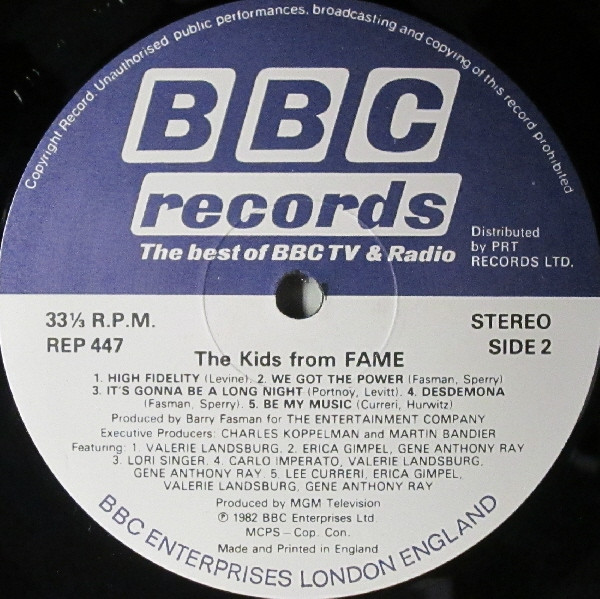 Copyright Record. Unauthorised public performances, broadcasting and copying of this record prohibited
BBC
records
The best of BBC TV & Radio
Distributed
by PRT
RECORDS LTD.
33⅓ R.P.M.
REP 447
STEREO
SIDE 2
The Kids from FAME
1. HIGH FIDELITY (Levine). 2. WE GOT THE POWER (Fasman, Sperry)
3. IT'S GONNA BE A LONG NIGHT (Portnoy, Levitt). 4. DESDEMONA
(Fasman, Sperry). 5. BE MY MUSIC (Curreri, Hurwitz)
Produced by Barry Fasman for THE ENTERTAINMENT COMPANY
Executive Producers: CHARLES KOPPELMAN and MARTIN BANDIER
Featuring: 1. VALERIE LANDSBURG. 2. ERICA GIMPEL, GENE ANTHONY RAY
3. LORI SINGER. 4. CARLO IMPERATO, VALERIE LANDSBURG,
GENE ANTHONY RAY. 5. LEE CURRERI, ERICA GIMPEL,
VALERIE LANDSBURG, GENE ANTHONY RAY
Produced by MGM Television
℗ 1982 BBC Enterprises Ltd
MCPS – Cop. Con.
Made and Printed in England
BBC ENTERPRISES LONDON ENGLAND